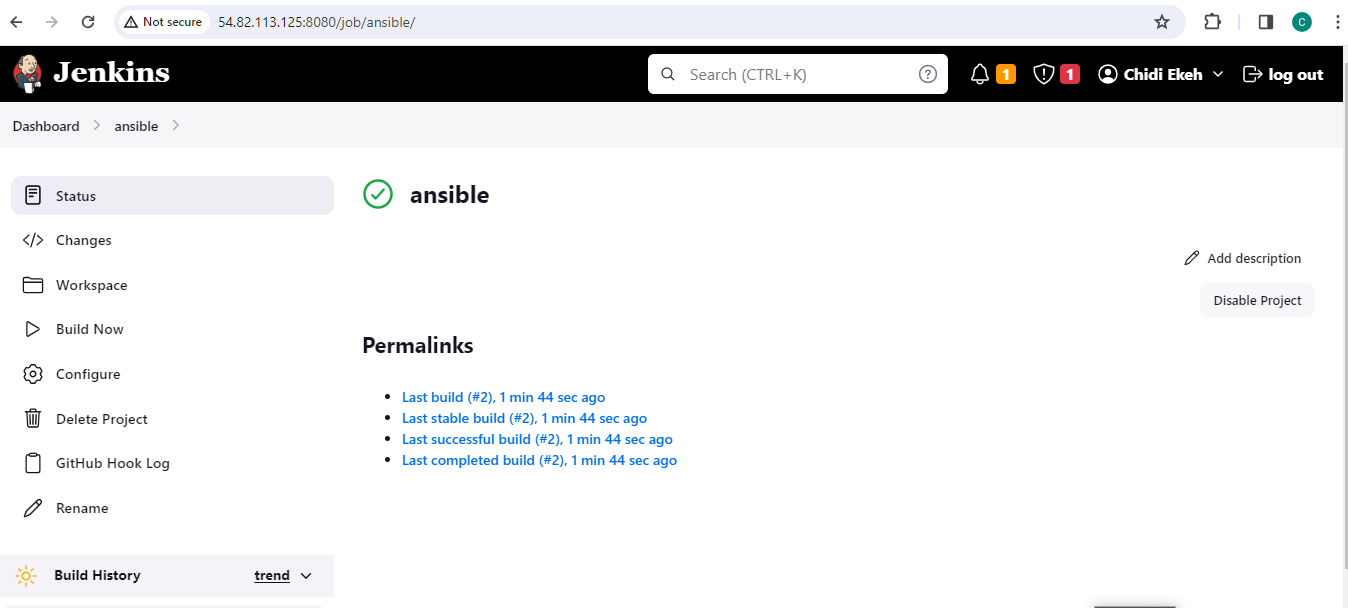 Not secure 54.82.113.125:8080/job/ansible/ C
Jenkins Search (CTRL+K) ? 1 1 Chidi Ekeh log out
Dashboard ansible
Status
ansible
Changes
Add description
Workspace
Disable Project
Build Now
Permalinks
Configure
Last build (#2), 1 min 44 sec ago
Last stable build (#2), 1 min 44 sec ago
Delete Project
Last successful build (#2), 1 min 44 sec ago
GitHub Hook Log
Last completed build (#2), 1 min 44 sec ago
Rename
Build History trend